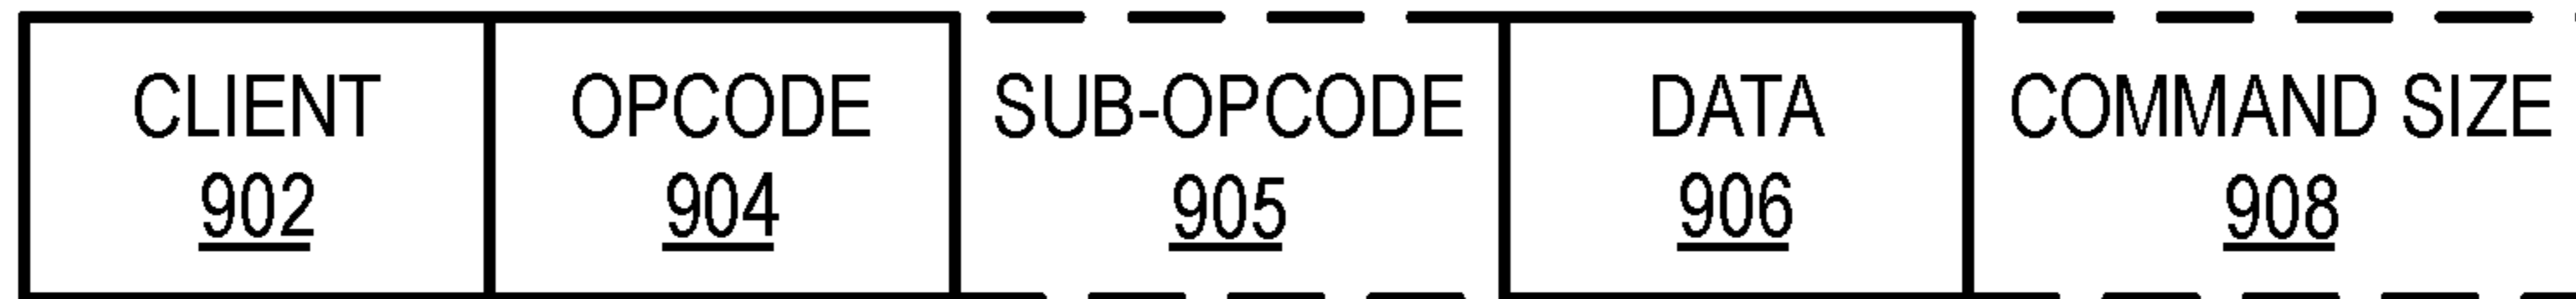 CLIENT OPCODE SUB-OPCODE DATA COMMAND SIZE
902 904 905 906 908